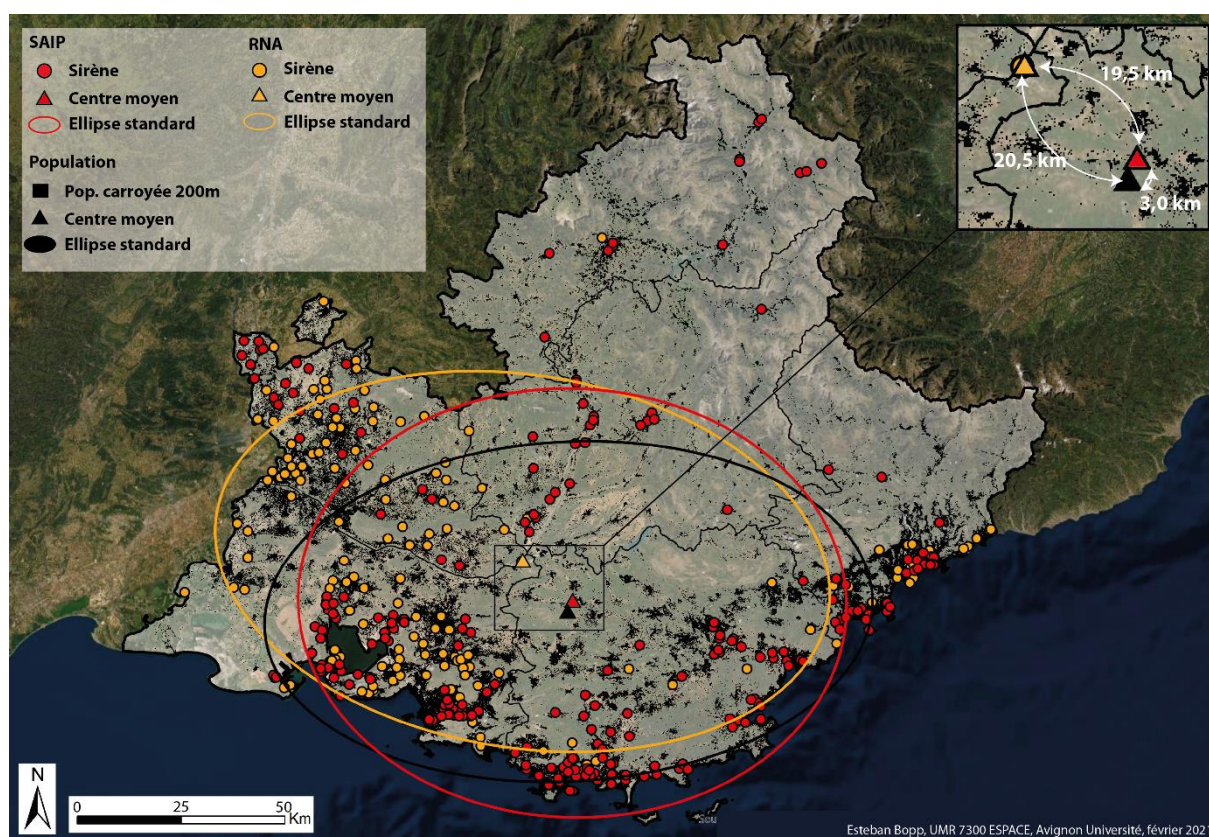 SAIP
Sirène
Centre moyen
Ellipse standard
RNA
Sirène
Centre moyen
Ellipse standard
Population
Pop. carroyée 200m
Centre moyen
Ellipse standard
19,5 km
20,5 km
3,0 km
N
0 25 50
Km
Sou
Esteban Bopp, UMR 7300 ESPACE, Avignon Université, février 202